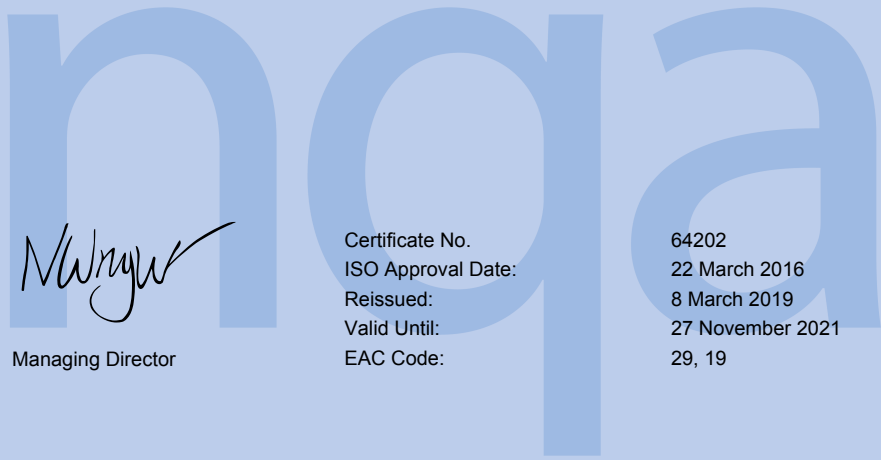 nqa
Certificate No. 64202
ISO Approval Date: 22 March 2016
Reissued: 8 March 2019
Valid Until: 27 November 2021
Managing Director
EAC Code: 29, 19